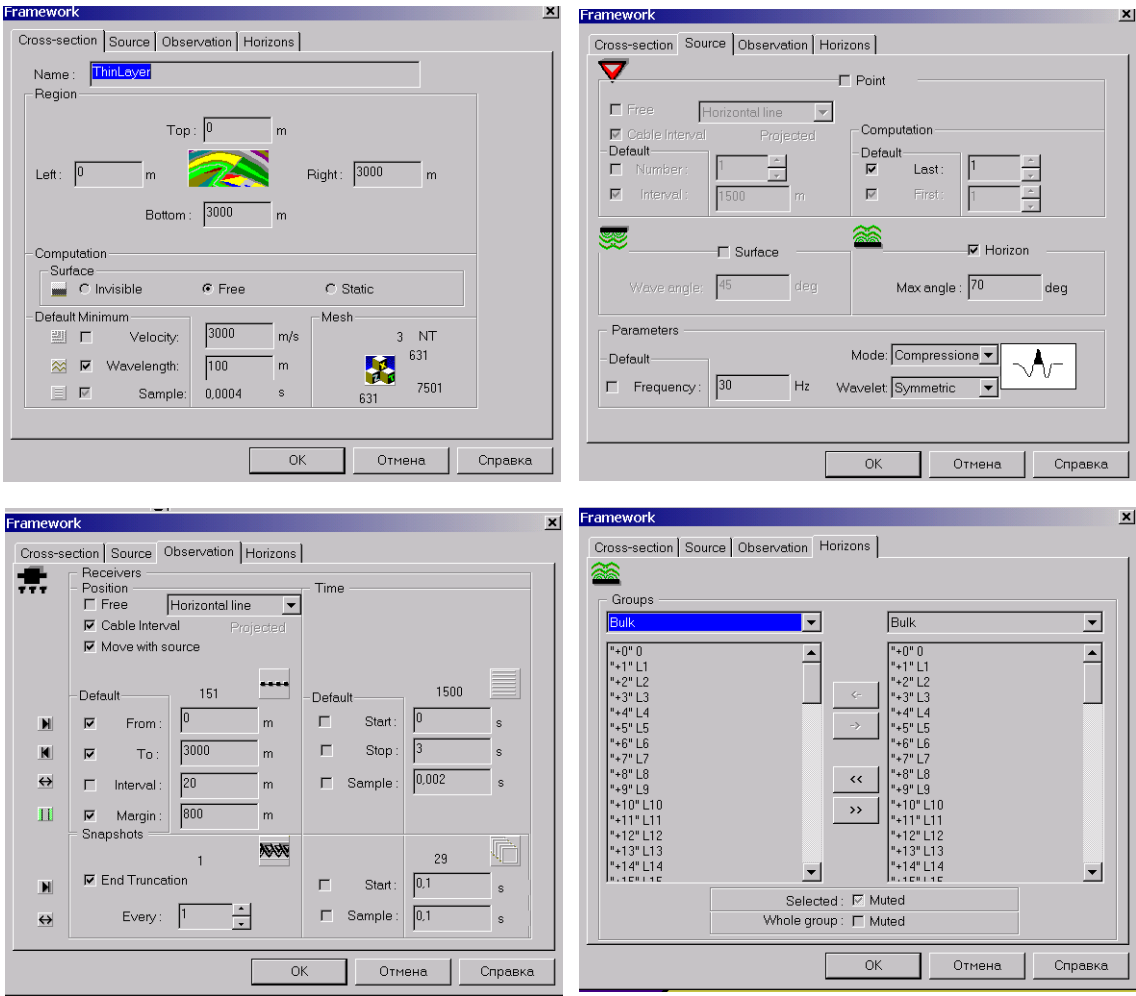 Framework
Cross-section Source Observation Horizons
Name : ThinLayer
Region
Top : 0 m
Left : 0 m Right : 3000 m
Bottom : 3000 m
Computation
Surface
Invisible Free Static
Default Minimum Mesh
Velocity: 3000 m/s 3 NT
631
Wavelength: 100 m
Sample: 0,0004 s 631 7501
OK Отмена Справка
Framework
Cross-section Source Observation Horizons
Point
Free Horizontal line
Cable Interval Projected Computation
Default Default
Number : 1 Last : 1
Interval : 1500 m First : 1
Surface Horizon
Wave angle: 45 deg Max angle : 70 deg
Parameters
Default Mode: Compressiona
Frequency : 30 Hz Wavelet: Symmetric
OK Отмена Справка
Framework
Cross-section Source Observation Horizons
Receivers
Position Time
Free Horizontal line
Cable Interval Projected
Move with source
Default 151 Default 1500
From : 0 m Start : 0 s
To : 3000 m Stop : 3 s
Interval : 20 m Sample : 0,002 s
Margin : 800 m
Snapshots
1 29
End Truncation Start : 0,1 s
Every : 1 Sample : 0,1 s
OK Отмена Справка
Framework
Cross-section Source Observation Horizons
Groups
Bulk Bulk
"+0" 0 "+0" 0
"+1" L1 "+1" L1
"+2" L2 "+2" L2
"+3" L3 <- "+3" L3
"+4" L4 "+4" L4
"+5" L5 -> "+5" L5
"+6" L6 "+6" L6
"+7" L7 "+7" L7
"+8" L8 << "+8" L8
"+9" L9 "+9" L9
"+10" L10 >> "+10" L10
"+11" L11 "+11" L11
"+12" L12 "+12" L12
"+13" L13 "+13" L13
"+14" L14 "+14" L14
"+15" L15 "+15" L15
Selected : Muted
Whole group : Muted
OK Отмена Справка